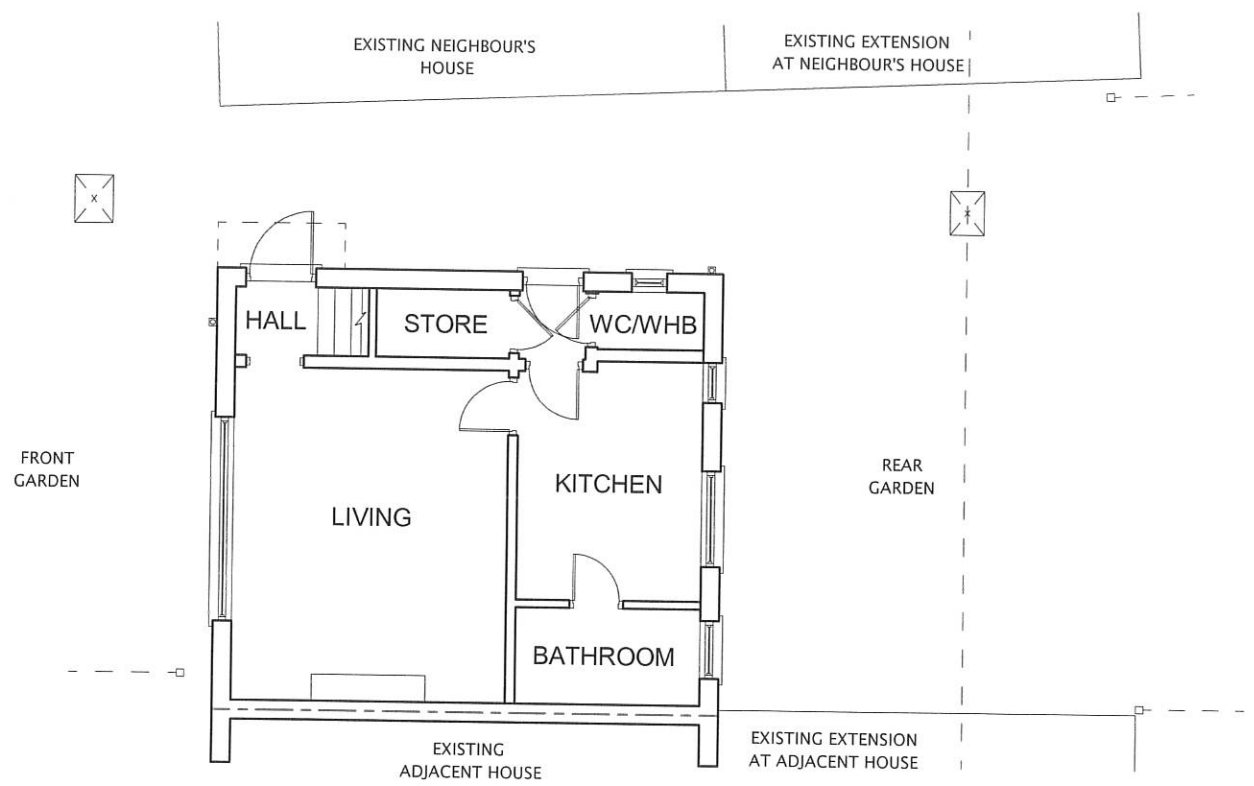 EXISTING NEIGHBOUR'S
HOUSE
EXISTING EXTENSION
AT NEIGHBOUR'S HOUSE
X
X
HALL
STORE
WC/WHB
FRONT
GARDEN
LIVING
KITCHEN
REAR
GARDEN
BATHROOM
EXISTING
ADJACENT HOUSE
EXISTING EXTENSION
AT ADJACENT HOUSE